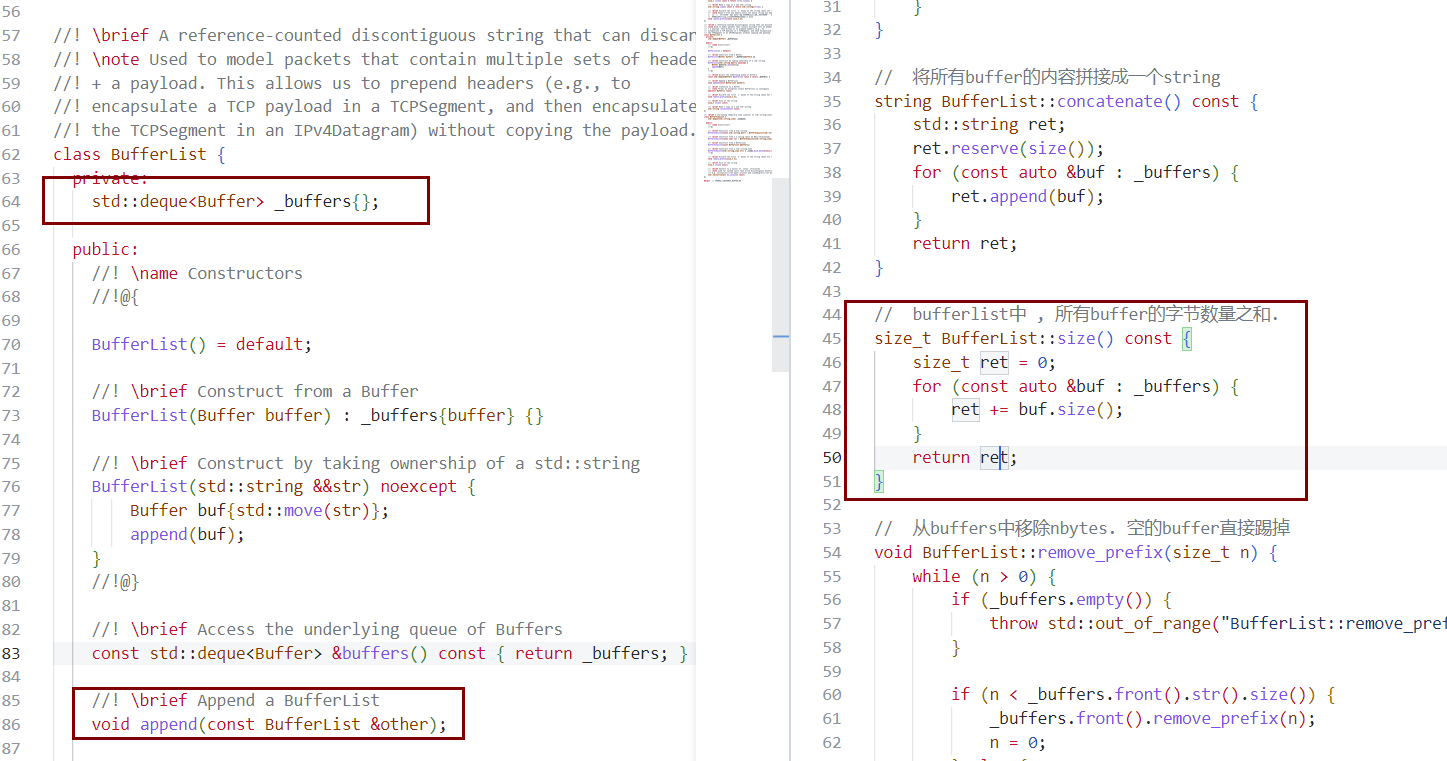 56
57 //! \brief A reference-counted discontiguous string that can discar
58 //! \note Used to model packets that contain multiple sets of heade
59 //! + a payload. This allows us to prepend headers (e.g., to
60 //! encapsulate a TCP payload in a TCPSegment, and then encapsulate
61 //! the TCPSegment in an IPv4Datagram) without copying the payload.
62 class BufferList {
63 private:
64 std::deque<Buffer> _buffers{};
65
66 public:
67 //! \name Constructors
68 //!@{
69
70 BufferList() = default;
71
72 //! \brief Construct from a Buffer
73 BufferList(Buffer buffer) : _buffers{buffer} {}
74
75 //! \brief Construct by taking ownership of a std::string
76 BufferList(std::string &&str) noexcept {
77 Buffer buf{std::move(str)};
78 append(buf);
79 }
80 //!@}
81
82 //! \brief Access the underlying queue of Buffers
83 const std::deque<Buffer> &buffers() const { return _buffers; }
84
85 //! \brief Append a BufferList
86 void append(const BufferList &other);
87
31 }
32 }
33
34 // 将所有buffer的内容拼接成一个string
35 string BufferList::concatenate() const {
36 std::string ret;
37 ret.reserve(size());
38 for (const auto &buf : _buffers) {
39 ret.append(buf);
40 }
41 return ret;
42 }
43
44 // bufferlist中 , 所有buffer的字节数量之和.
45 size_t BufferList::size() const {
46 size_t ret = 0;
47 for (const auto &buf : _buffers) {
48 ret += buf.size();
49 }
50 return ret;
51 }
52
53 // 从buffers中移除nbytes. 空的buffer直接踢掉
54 void BufferList::remove_prefix(size_t n) {
55 while (n > 0) {
56 if (_buffers.empty()) {
57 throw std::out_of_range("BufferList::remove_pref
58 }
59
60 if (n < _buffers.front().str().size()) {
61 _buffers.front().remove_prefix(n);
62 n = 0;